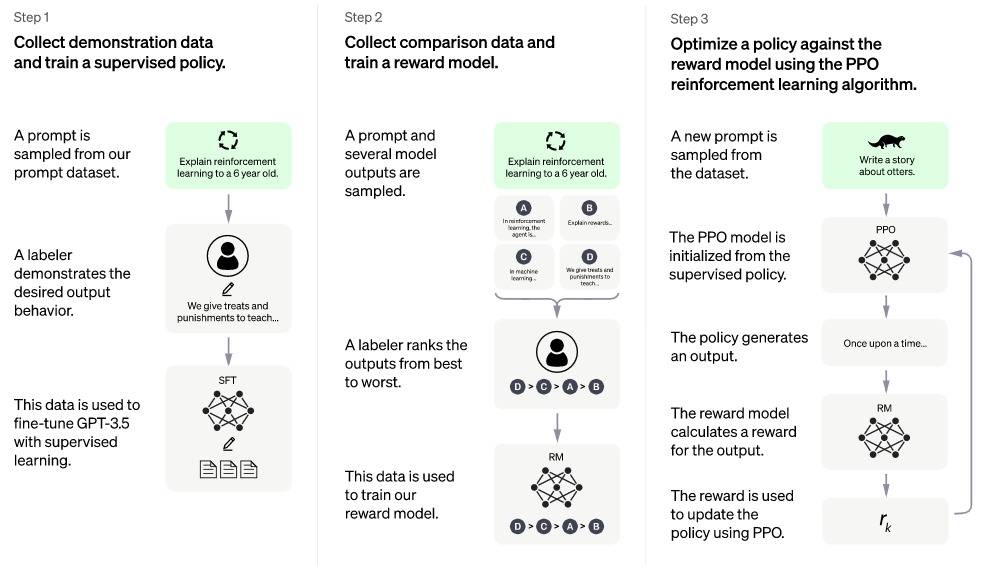 Step 1
Collect demonstration data
and train a supervised policy.
A prompt is
sampled from our
prompt dataset.
Explain reinforcement
learning to a 6 year old.
A labeler
demonstrates the
desired output
behavior.
We give treats and
punishments to teach...
This data is used to
fine-tune GPT-3.5
with supervised
learning.
SFT
Step 2
Collect comparison data and
train a reward model.
A prompt and
several model
outputs are
sampled.
Explain reinforcement
learning to a 6 year old.
A
In reinforcement
learning, the
agent is...
B
Explain rewards...
C
In machine
learning...
D
We give treats and
punishments to
teach...
A labeler ranks the
outputs from best
to worst.
D > C > A > B
This data is used
to train our
reward model.
RM
D > C > A > B
Step 3
Optimize a policy against the
reward model using the PPO
reinforcement learning algorithm.
A new prompt is
sampled from
the dataset.
Write a story
about otters.
The PPO model is
initialized from the
supervised policy.
PPO
The policy generates
an output.
Once upon a time...
The reward model
calculates a reward
for the output.
RM
The reward is used
to update the
policy using PPO.
rk